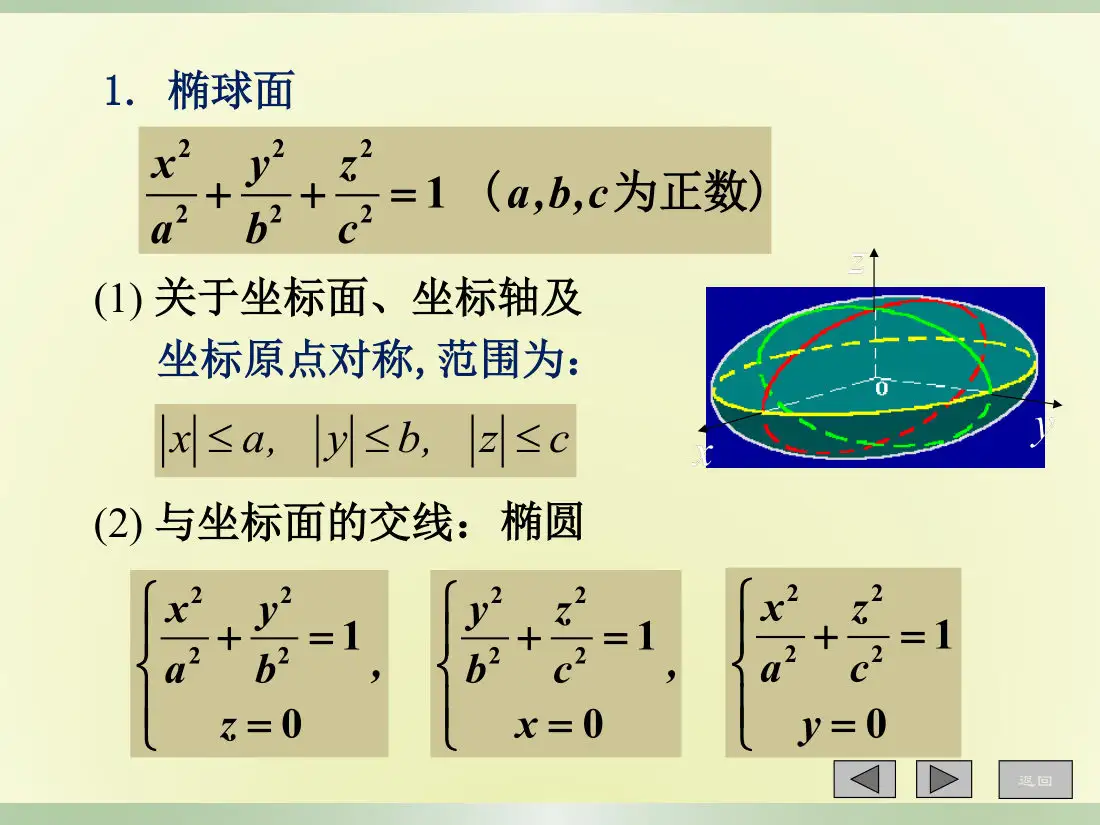 1. 椭球面
x²/a² + y²/b² + z²/c² = 1 (a,b,c为正数)
(1) 关于坐标面、坐标轴及
坐标原点对称,范围为:
|x| ≤ a, |y| ≤ b, |z| ≤ c
z
0
x
y
(2) 与坐标面的交线：椭圆
{ x²/a² + y²/b² = 1, z = 0
{ y²/b² + z²/c² = 1, x = 0
{ x²/a² + z²/c² = 1 y = 0
返回